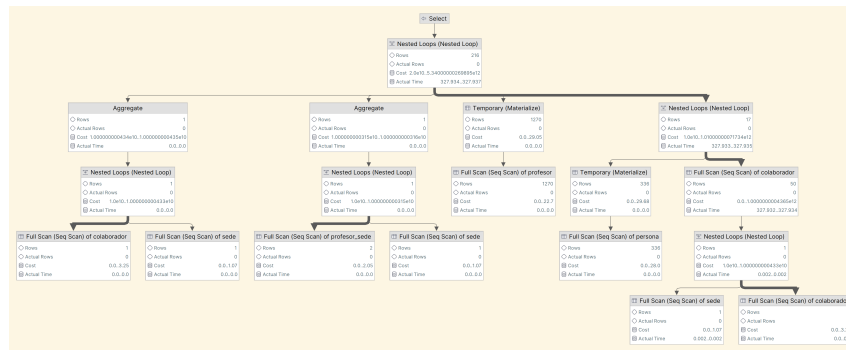 Select
Nested Loops (Nested Loop)
Rows 216
Actual Rows 0
Cost 2.0e10..5.34000000269895e12
Actual Time 327.934..327.937
Aggregate
Rows 1
Actual Rows 0
Cost 1.000000000434e10..1.000000000435e10
Actual Time 0.0..0.0
Aggregate
Rows 1
Actual Rows 0
Cost 1.000000000315e10..1.000000000316e10
Actual Time 0.0..0.0
Temporary (Materialize)
Rows 1270
Actual Rows 0
Cost 0.0..29.05
Actual Time 0.0..0.0
Nested Loops (Nested Loop)
Rows 17
Actual Rows 0
Cost 1.0e10..1.01000000071734e12
Actual Time 327.933..327.935
Nested Loops (Nested Loop)
Rows 1
Actual Rows 0
Cost 1.0e10..1.000000000433e10
Actual Time 0.0..0.0
Nested Loops (Nested Loop)
Rows 1
Actual Rows 0
Cost 1.0e10..1.000000000315e10
Actual Time 0.0..0.0
Full Scan (Seq Scan) of profesor
Rows 1270
Actual Rows 0
Cost 0.0..22.7
Actual Time 0.0..0.0
Temporary (Materialize)
Rows 336
Actual Rows 0
Cost 0.0..29.68
Actual Time 0.0..0.0
Full Scan (Seq Scan) of colaborador
Rows 50
Actual Rows 0
Cost 0.0..1.00000000004365e12
Actual Time 327.932..327.934
Full Scan (Seq Scan) of colaborador
Rows 1
Actual Rows 0
Cost 0.0..3.25
Actual Time 0.0..0.0
Full Scan (Seq Scan) of sede
Rows 1
Actual Rows 0
Cost 0.0..1.07
Actual Time 0.0..0.0
Full Scan (Seq Scan) of profesor_sede
Rows 2
Actual Rows 0
Cost 0.0..2.05
Actual Time 0.0..0.0
Full Scan (Seq Scan) of sede
Rows 1
Actual Rows 0
Cost 0.0..1.07
Actual Time 0.0..0.0
Full Scan (Seq Scan) of persona
Rows 336
Actual Rows 0
Cost 0.0..28.0
Actual Time 0.0..0.0
Nested Loops (Nested Loop)
Rows 1
Actual Rows 0
Cost 1.0e10..1.000000000433e10
Actual Time 0.002..0.002
Full Scan (Seq Scan) of sede
Rows 1
Actual Rows 0
Cost 0.0..1.07
Actual Time 0.002..0.002
Full Scan (Seq Scan) of colaborado
Rows
Actual Rows
Cost 0.0..3.
Actual Time